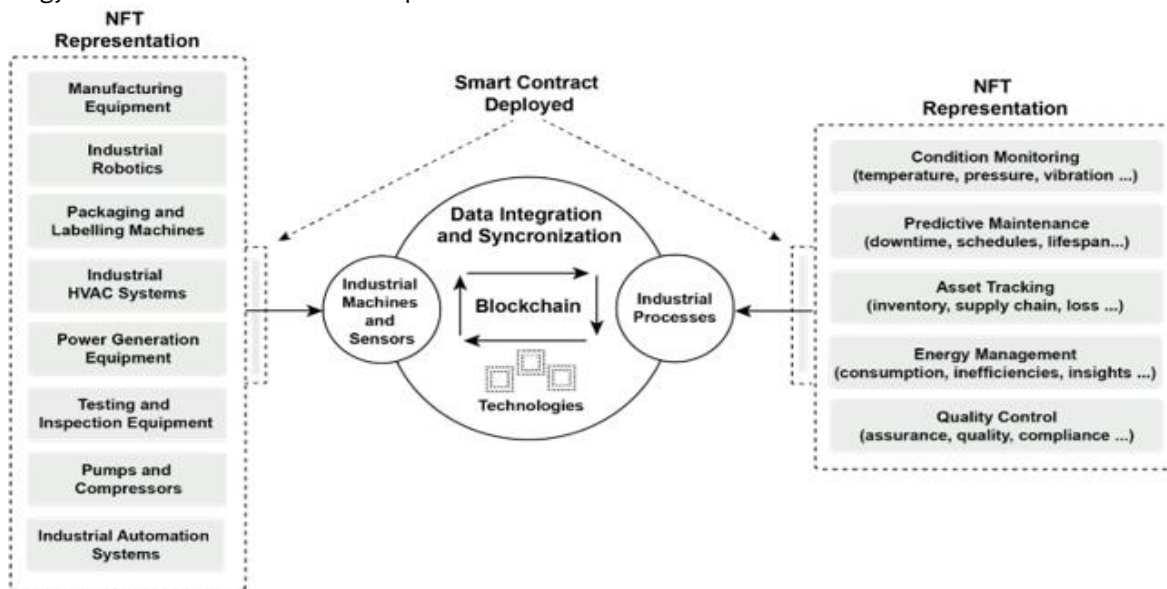 NFT
Representation
Manufacturing
Equipment
Industrial
Robotics
Packaging and
Labelling Machines
Industrial
HVAC Systems
Power Generation
Equipment
Testing and
Inspection Equipment
Pumps and
Compressors
Industrial Automation
Systems
Smart Contract
Deployed
Data Integration
and Syncronization
Industrial
Machines
and
Sensors
Blockchain
Technologies
Industrial
Processes
NFT
Representation
Condition Monitoring
(temperature, pressure, vibration ...)
Predictive Maintenance
(downtime, schedules, lifespan...)
Asset Tracking
(inventory, supply chain, loss ...)
Energy Management
(consumption, inefficiencies, insights ...)
Quality Control
(assurance, quality, compliance ...)